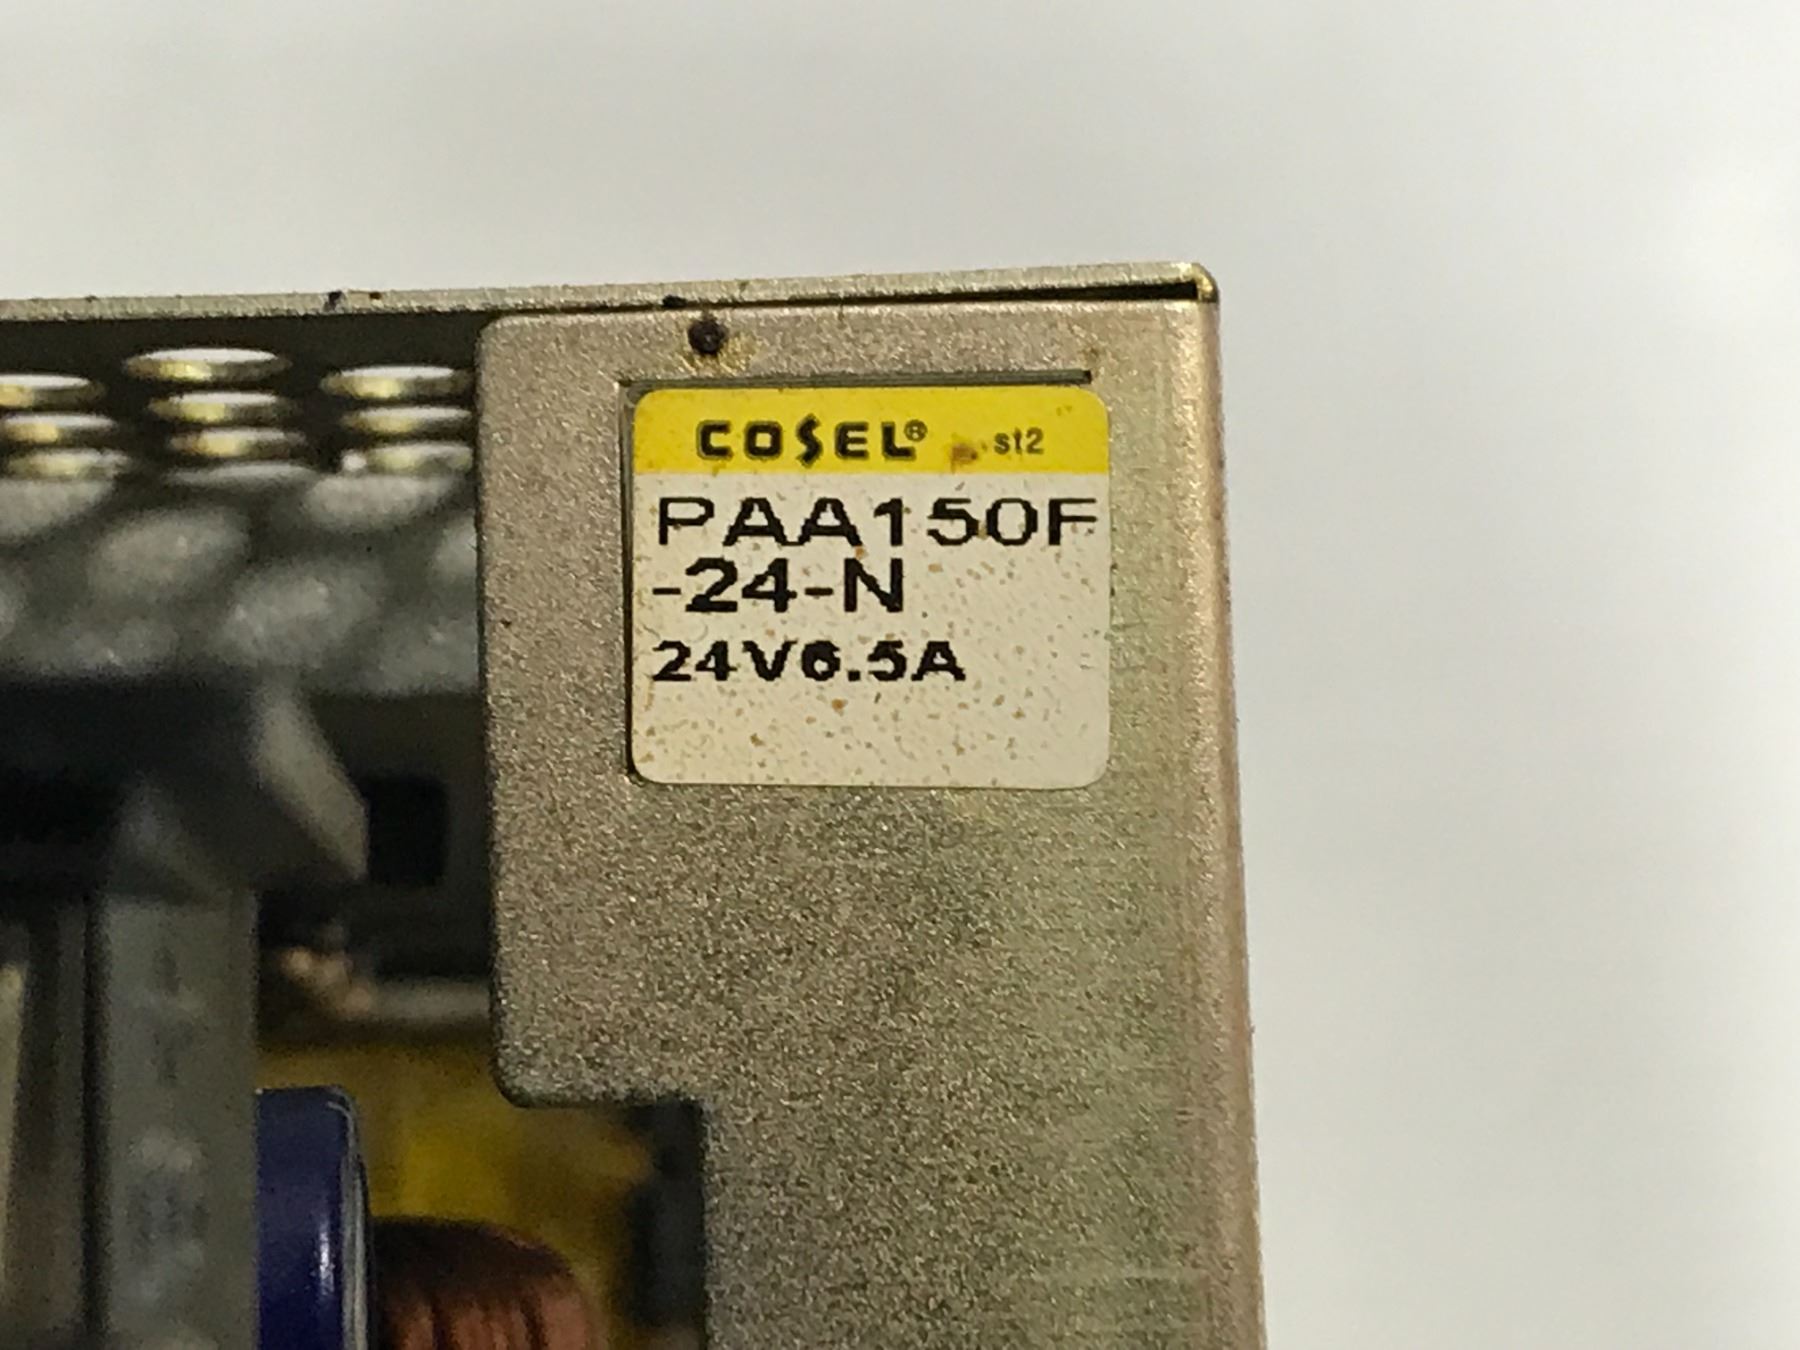 COSEL® st2
PAA150F
-24-N
24V6.5A